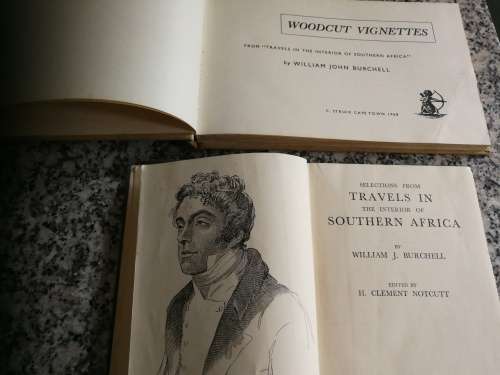 WOODCUT VIGNETTES
FROM "TRAVELS IN THE INTERIOR OF SOUTHERN AFRICA"
by WILLIAM JOHN BURCHELL
C. STRUIK CAPE TOWN 1968
SELECTIONS FROM
TRAVELS IN
THE INTERIOR OF
SOUTHERN AFRICA
BY
WILLIAM J. BURCHELL
EDITED BY
H. CLEMENT NOTCUTT